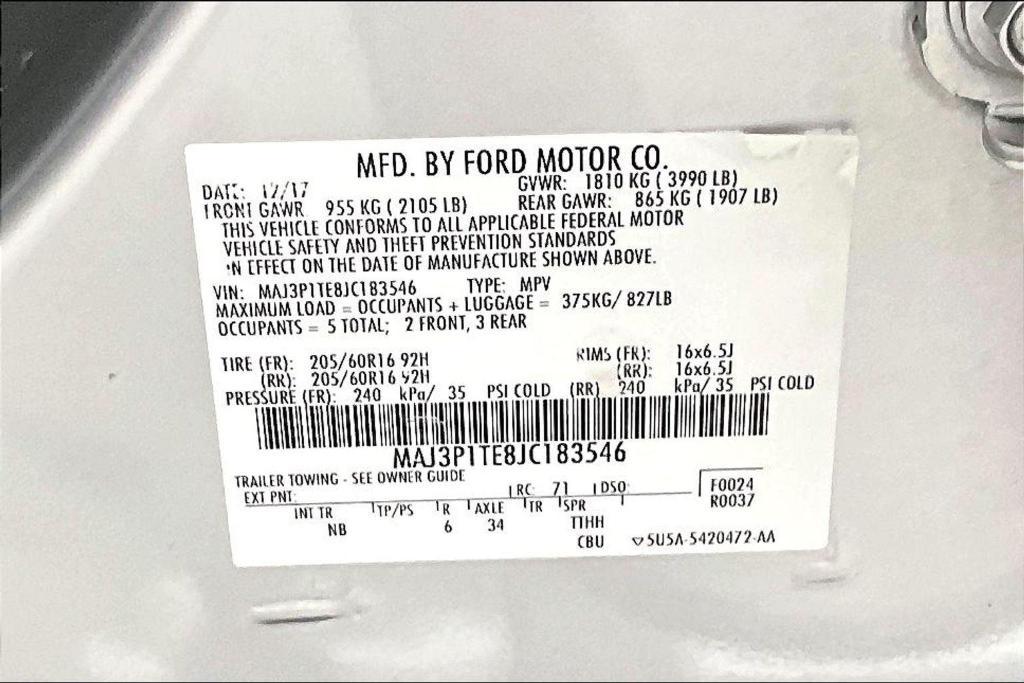 MFD. BY FORD MOTOR CO.
DATE: 12/17 GVWR: 1810 KG ( 3990 LB)
FRONT GAWR 955 KG ( 2105 LB) REAR GAWR: 865 KG ( 1907 LB)
THIS VEHICLE CONFORMS TO ALL APPLICABLE FEDERAL MOTOR
VEHICLE SAFETY AND THEFT PREVENTION STANDARDS
IN EFFECT ON THE DATE OF MANUFACTURE SHOWN ABOVE.
VIN: MAJ3P1TE8JC183546 TYPE: MPV
MAXIMUM LOAD = OCCUPANTS + LUGGAGE = 375KG/ 827LB
OCCUPANTS = 5 TOTAL; 2 FRONT, 3 REAR
TIRE (FR): 205/60R16 92H RIMS (FR): 16x6.5J
(RR): 205/60R16 92H (RR): 16x6.5J
PRESSURE (FR): 240 kPa/ 35 PSI COLD (RR) 240 kPa/ 35 PSI COLD
MAJ3P1TE8JC183546
TRAILER TOWING - SEE OWNER GUIDE
EXT PNT: RC: 71 DSO: F0024
R0037
INT TR TP/PS R AXLE TR SPR
NB 6 34 TTHH
CBU ▽5U5A-5420472-AA